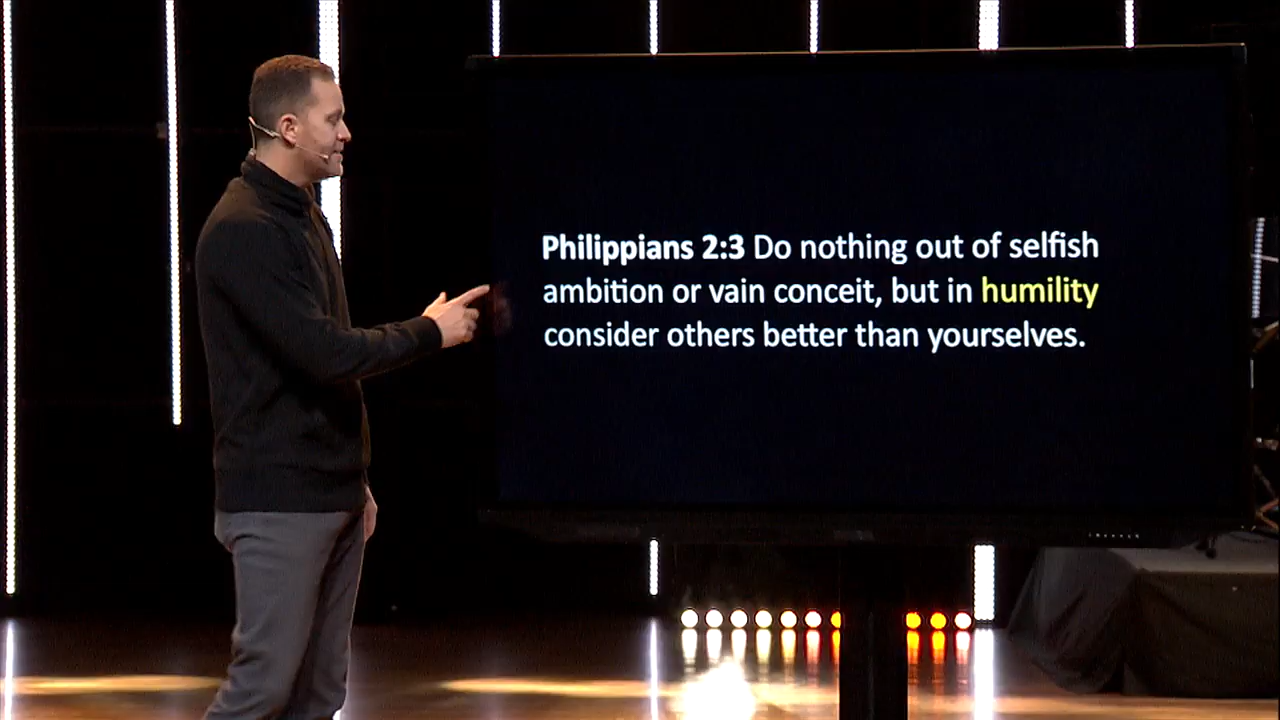 Philippians 2:3 Do nothing out of selfish
ambition or vain conceit, but in humility
consider others better than yourselves.